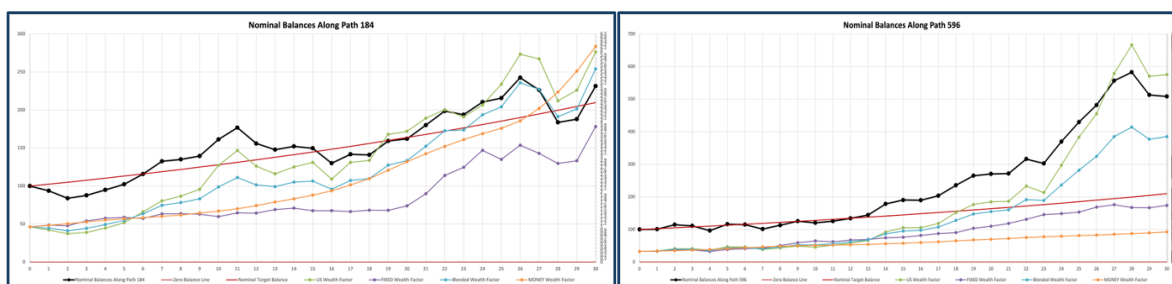 Nominal Balances Along Path 184
300
250
200
150
100
50
0
0 1 2 3 4 5 6 7 8 9 10 11 12 13 14 15 16 17 18 19 20 21 22 23 24 25 26 27 28 29 30
Nominal Balances Along Path 184 Zero Balance Line Nominal Target Balance US Wealth Factor FIXED Wealth Factor Blended Wealth Factor MONEY Wealth Factor
Nominal Balances Along Path 596
700
600
500
400
300
200
100
0
0 1 2 3 4 5 6 7 8 9 10 11 12 13 14 15 16 17 18 19 20 21 22 23 24 25 26 27 28 29 30
Nominal Balances Along Path 596 Zero Balance Line Nominal Target Balance US Wealth Factor FIXED Wealth Factor Blended Wealth Factor MONEY Wealth Factor